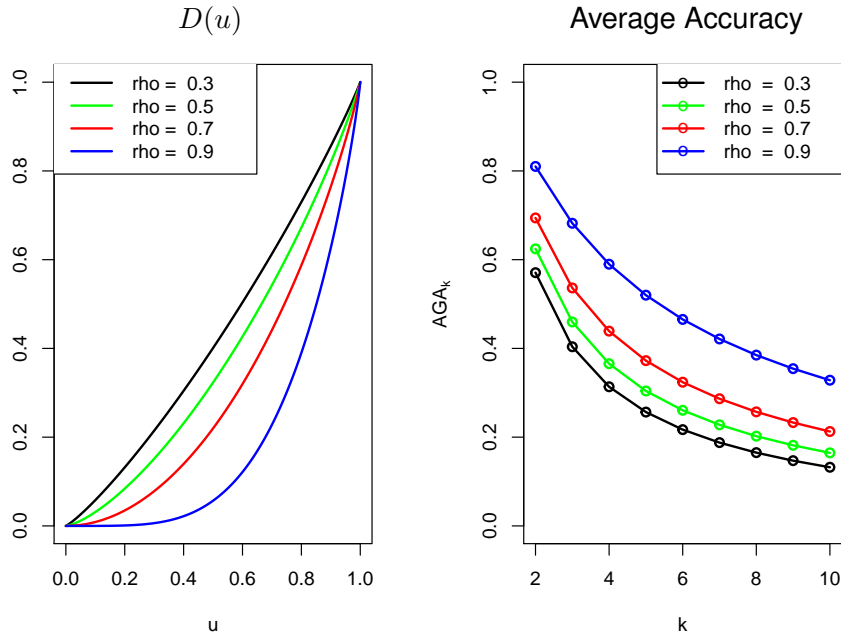 D(u)
rho = 0.3
rho = 0.5
rho = 0.7
rho = 0.9
1.0
0.8
0.6
0.4
0.2
0.0
0.0 0.2 0.4 0.6 0.8 1.0
u
Average Accuracy
rho = 0.3
rho = 0.5
rho = 0.7
rho = 0.9
AGAk
1.0
0.8
0.6
0.4
0.2
0.0
2 4 6 8 10
k